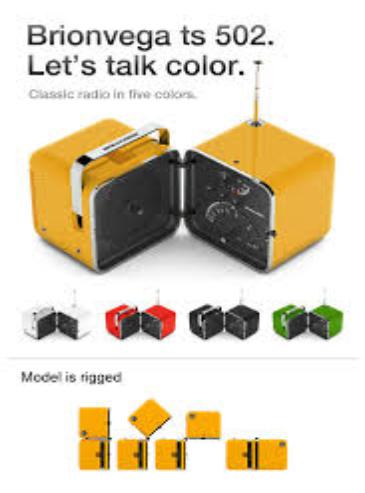 Brionvega ts 502.
Let's talk color.
Classic radio in five colors.
Model is rigged